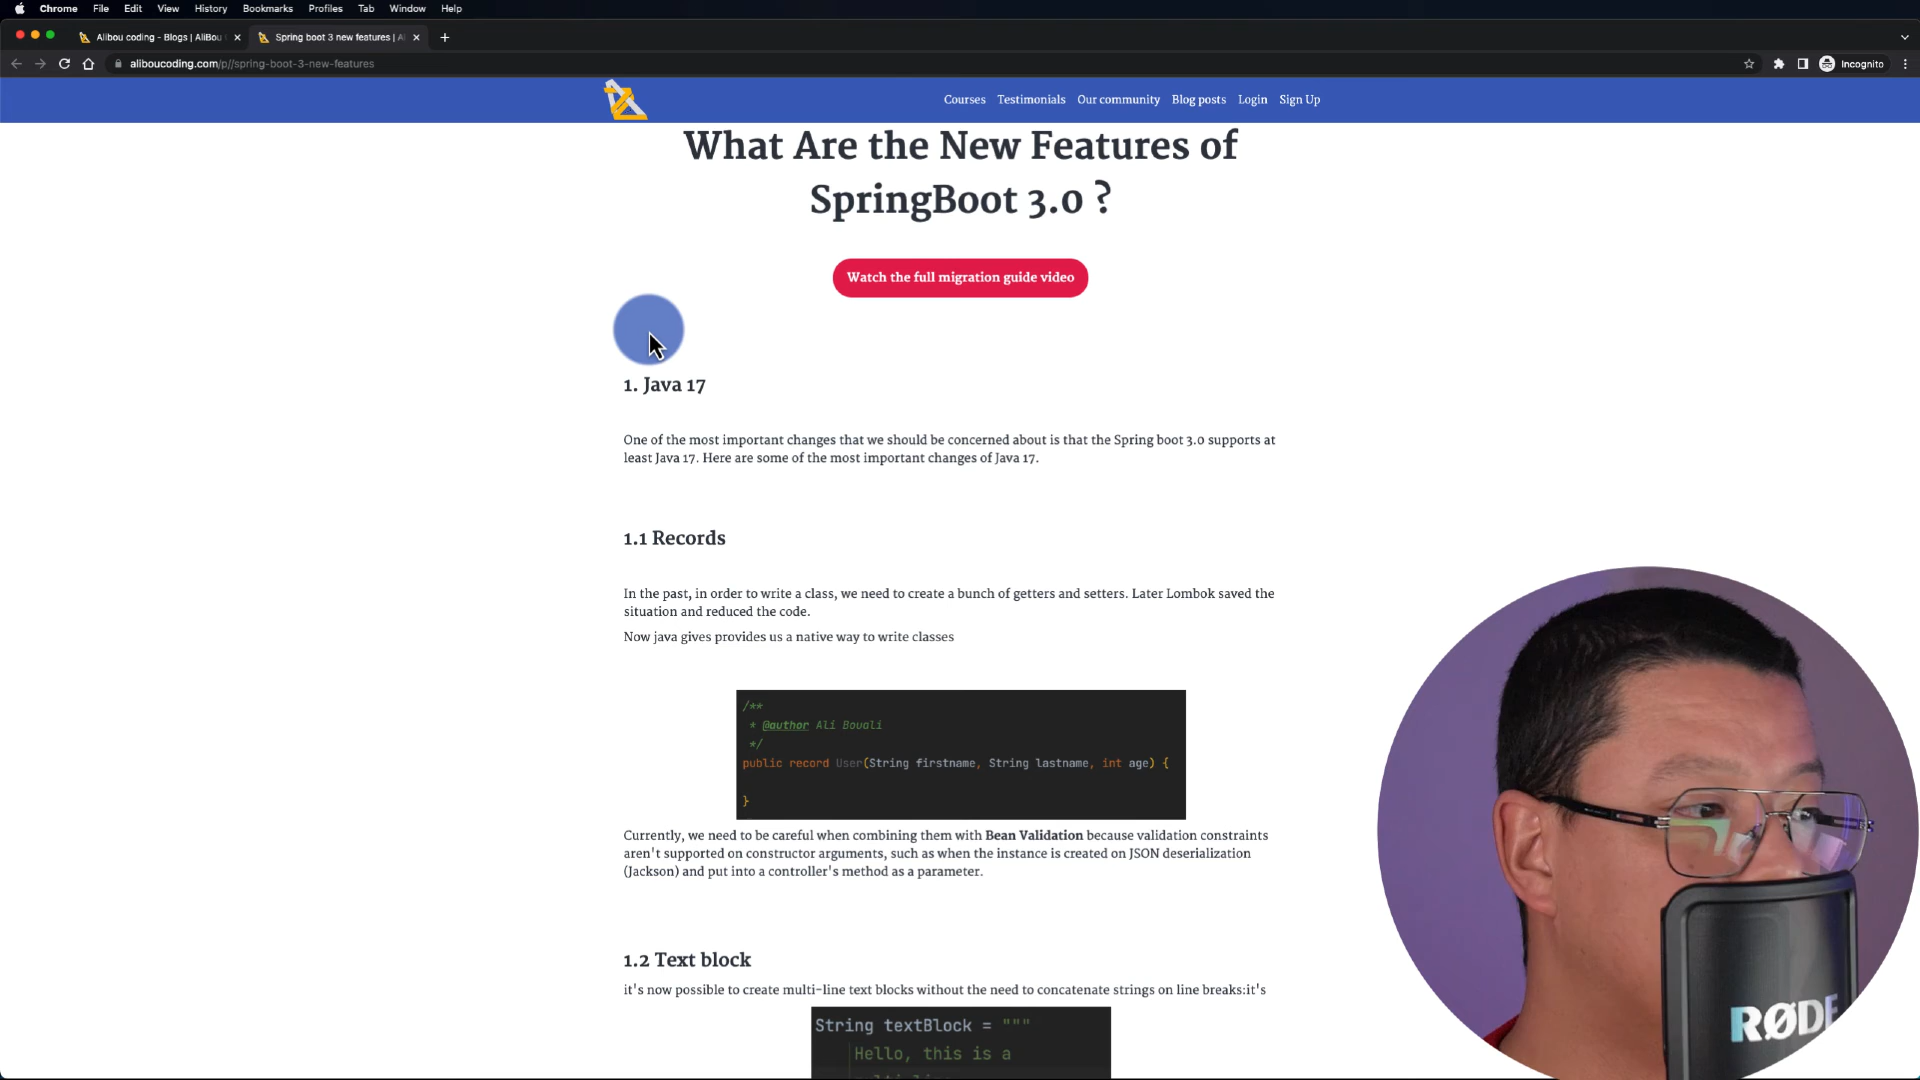 Chrome File Edit View History Bookmarks Profiles Tab Window Help
Alibou coding - Blogs | AliBou
Spring boot 3 new features | A
aliboucoding.com/p//spring-boot-3-new-features
Incognito
Courses Testimonials Our community Blog posts Login Sign Up
What Are the New Features of
SpringBoot 3.0 ?
Watch the full migration guide video
1. Java 17
One of the most important changes that we should be concerned about is that the Spring boot 3.0 supports at
least Java 17. Here are some of the most important changes of Java 17.
1.1 Records
In the past, in order to write a class, we need to create a bunch of getters and setters. Later Lombok saved the
situation and reduced the code.
Now java gives provides us a native way to write classes
/**
* @author Ali Bouali
*/
public record User(String firstname, String lastname, int age) {
}
Currently, we need to be careful when combining them with Bean Validation because validation constraints
aren't supported on constructor arguments, such as when the instance is created on JSON deserialization
(Jackson) and put into a controller's method as a parameter.
1.2 Text block
it's now possible to create multi-line text blocks without the need to concatenate strings on line breaks:it's
String textBlock = """
Hello, this is a
RØDE